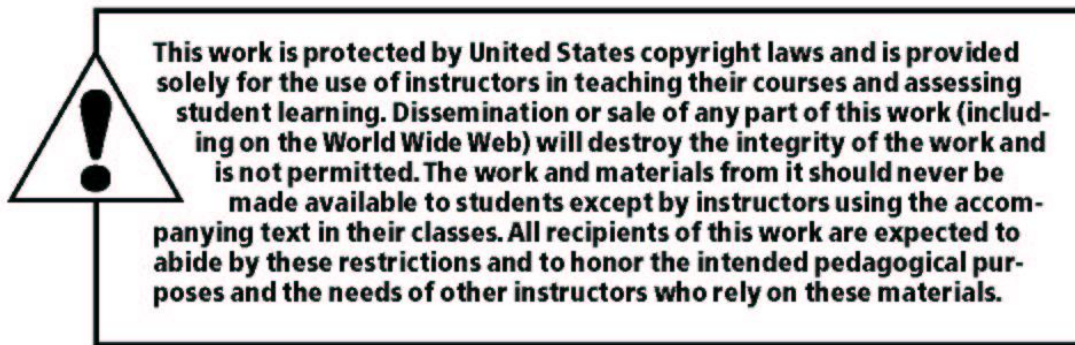 This work is protected by United States copyright laws and is provided
solely for the use of instructors in teaching their courses and assessing
student learning. Dissemination or sale of any part of this work (includ-
ing on the World Wide Web) will destroy the integrity of the work and
is not permitted. The work and materials from it should never be
made available to students except by instructors using the accom-
panying text in their classes. All recipients of this work are expected to
abide by these restrictions and to honor the intended pedagogical pur-
poses and the needs of other instructors who rely on these materials.